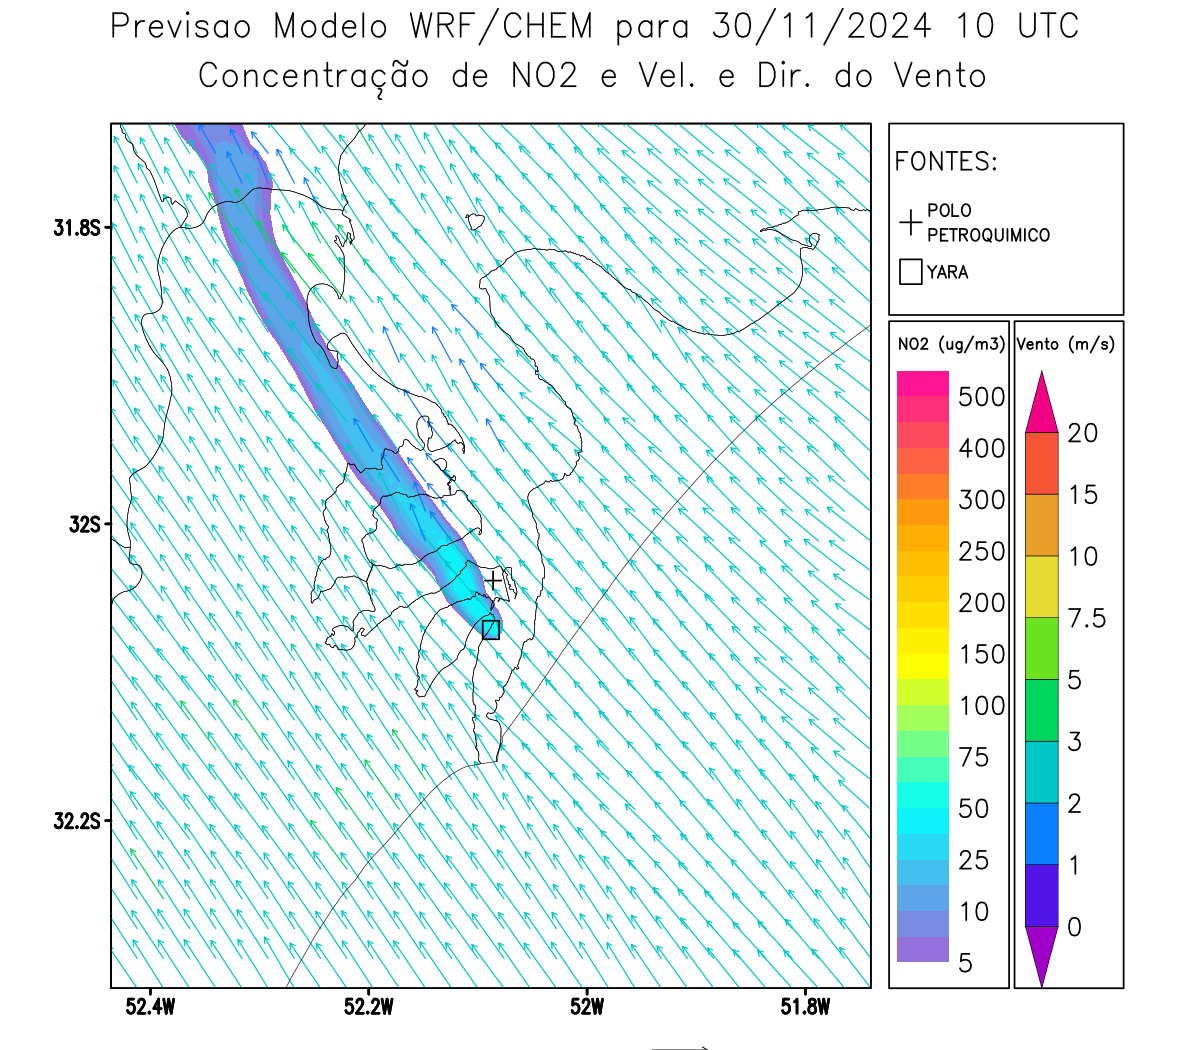 Previsao Modelo WRF/CHEM para 30/11/2024 10 UTC
Concentração de NO2 e Vel. e Dir. do Vento
FONTES:
POLO
PETROQUIMICO
YARA
31.8S
32S
32.2S
52.4W
52.2W
52W
51.8W
NO2 (ug/m3)
500
400
300
250
200
150
100
75
50
25
10
5
Vento (m/s)
20
15
10
7.5
5
3
2
1
0